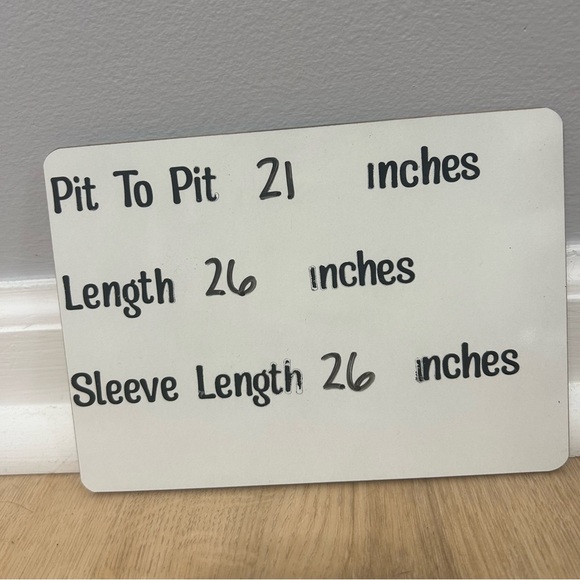 Pit To Pit 21 inches
Length 26 inches
Sleeve Length 26 inches